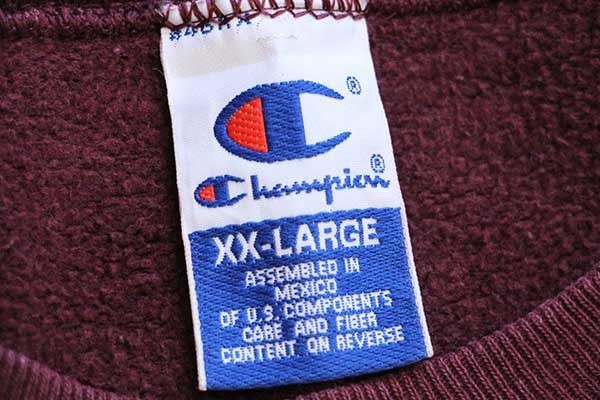 ®
Champion®
XX-LARGE
ASSEMBLED IN
MEXICO
OF U.S. COMPONENTS
CARE AND FIBER
CONTENT ON REVERSE